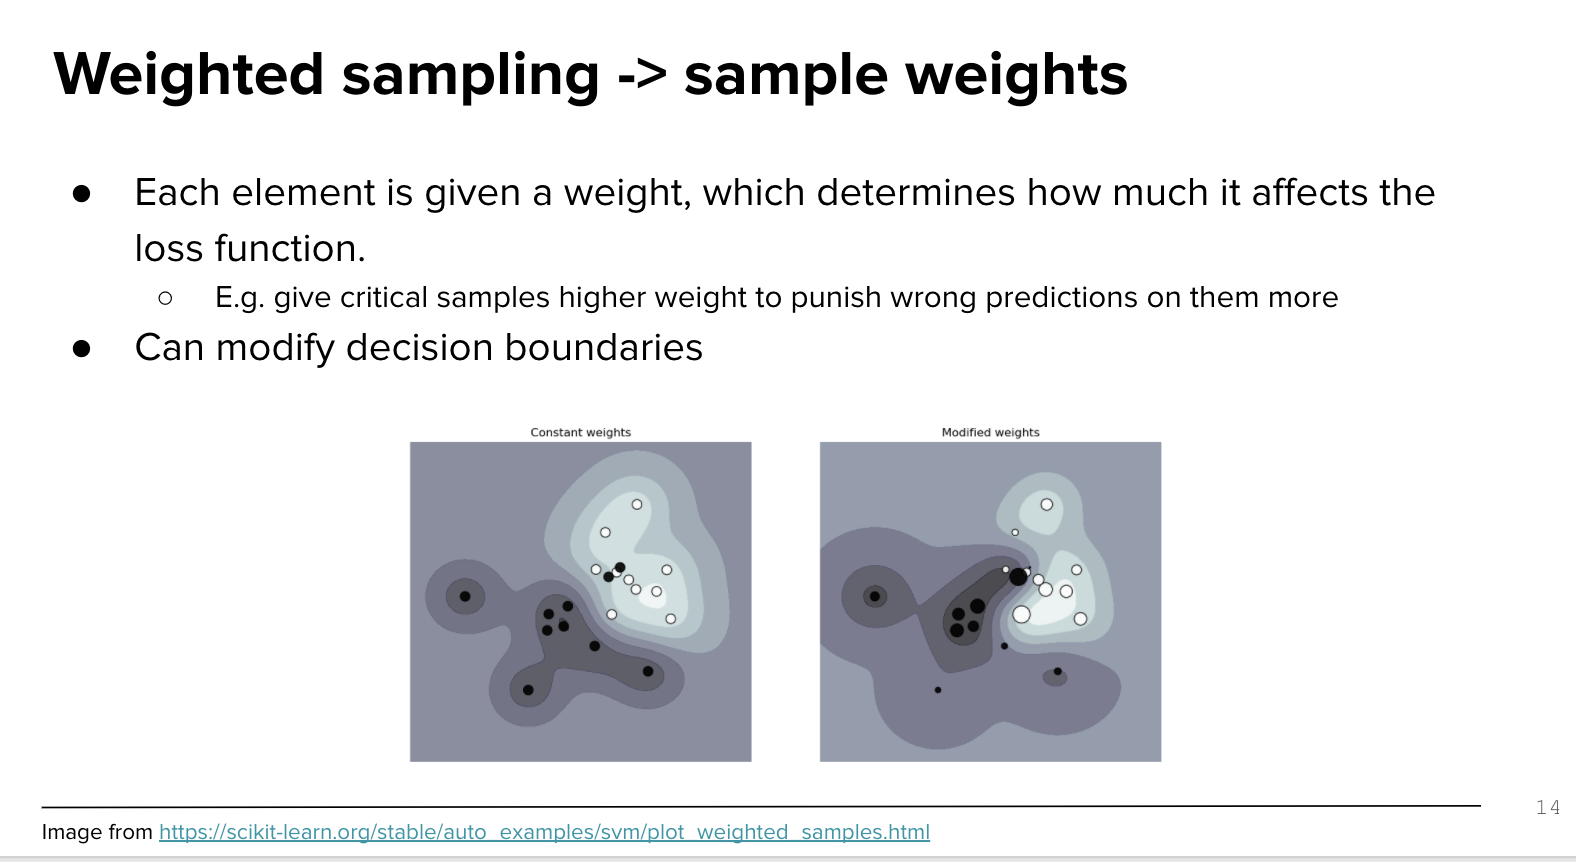 Weighted sampling -> sample weights
● Each element is given a weight, which determines how much it affects the
loss function.
○ E.g. give critical samples higher weight to punish wrong predictions on them more
● Can modify decision boundaries
Constant weights
Modified weights
14
Image from https://scikit-learn.org/stable/auto_examples/svm/plot_weighted_samples.html